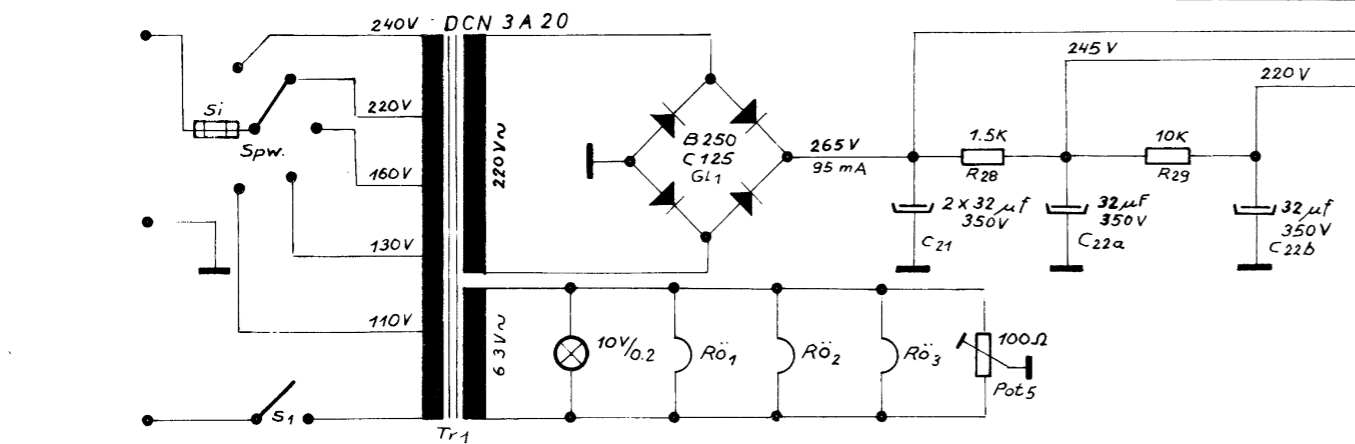 240V
DCN 3A20
245V
220V
Si
Spw.
220V
160V
130V
110V
220V~
B250
C125
Gl1
265V
95 mA
1.5K
R28
10K
R29
2 x 32µf
350V
C21
32µF
350V
C22a
32µf
350V
C22b
6 3V~
10V/0.2
RÖ1
RÖ2
RÖ3
100Ω
Pot5
S1
Tr1